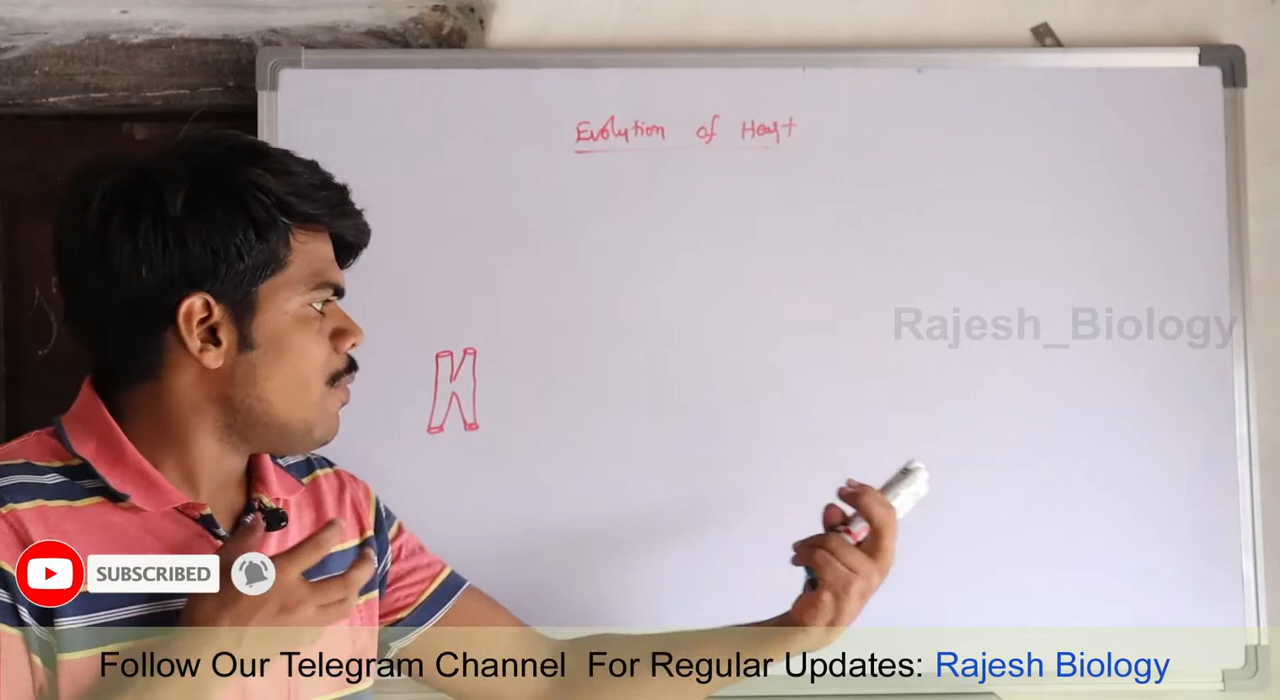 Evolution of Heart
Rajesh_Biology
SUBSCRIBED
Follow Our Telegram Channel For Regular Updates: Rajesh Biology